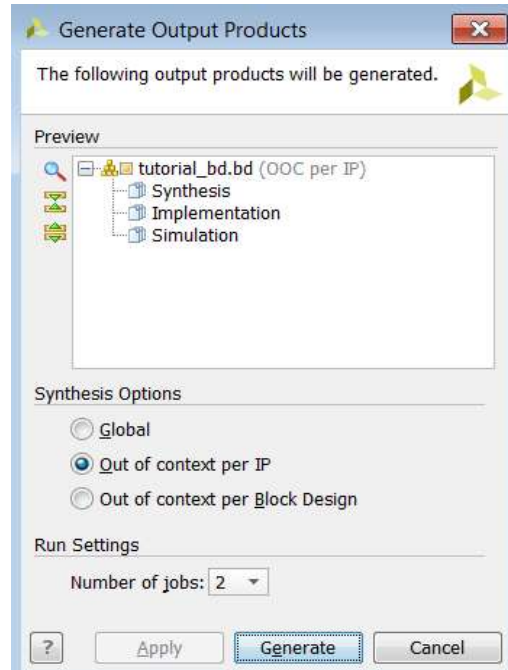 Generate Output Products
The following output products will be generated.
Preview
tutorial_bd.bd (OOC per IP)
Synthesis
Implementation
Simulation
Synthesis Options
Global
Out of context per IP
Out of context per Block Design
Run Settings
Number of jobs: 2
? Apply Generate Cancel